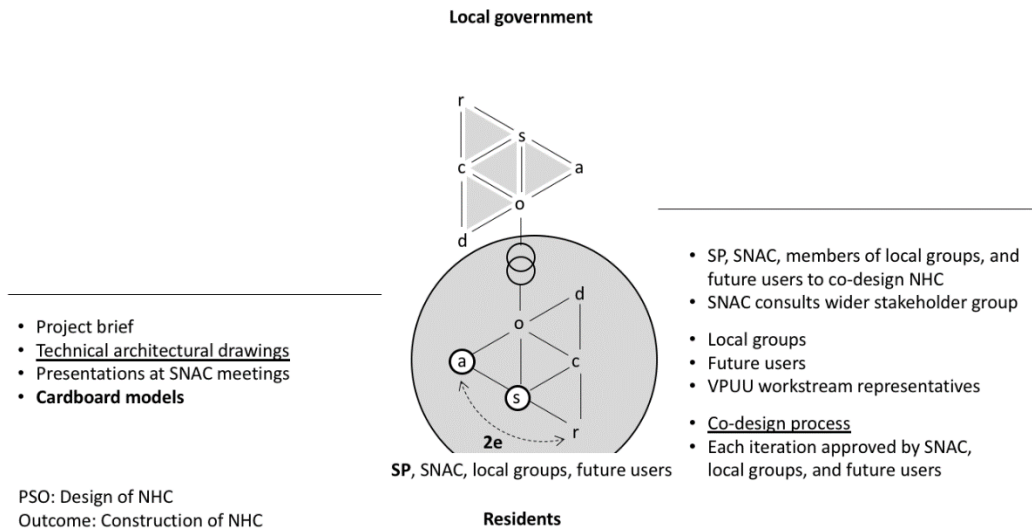 Local government
r
s
c
a
o
d
• SP, SNAC, members of local groups, and
future users to co-design NHC
• SNAC consults wider stakeholder group
• Local groups
• Future users
• VPUU workstream representatives
• Co-design process
• Each iteration approved by SNAC,
local groups, and future users
• Project brief
• Technical architectural drawings
• Presentations at SNAC meetings
• Cardboard models
d
o
a
c
s
r
2e
SP, SNAC, local groups, future users
PSO: Design of NHC
Outcome: Construction of NHC
Residents